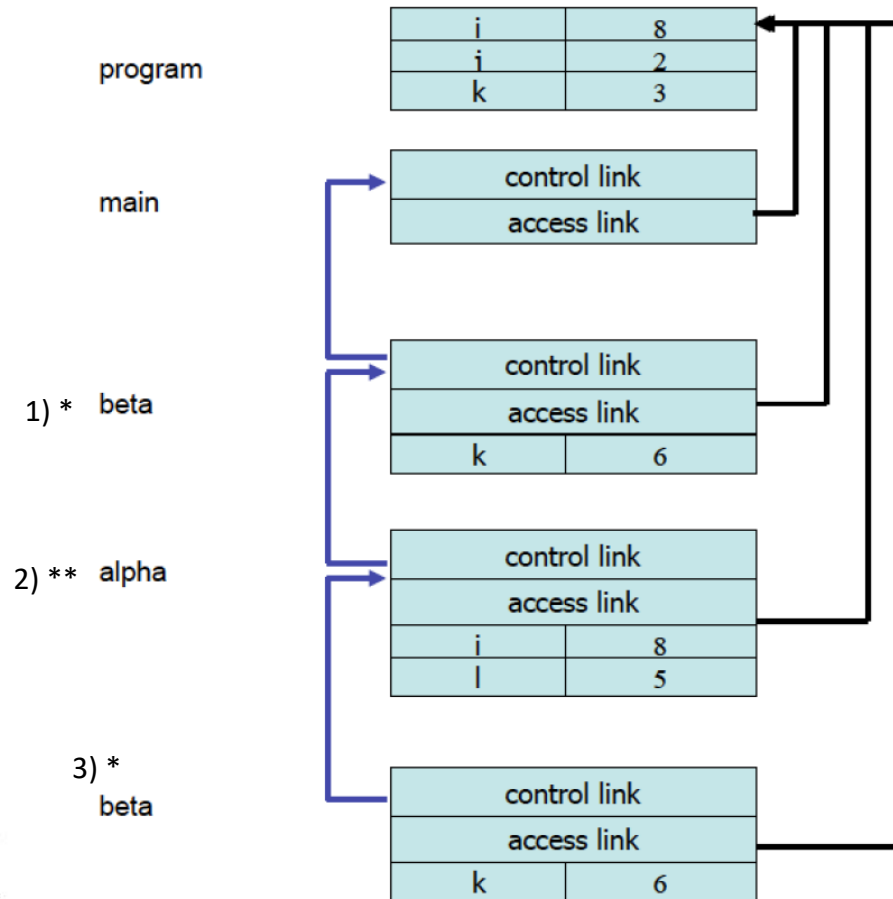 i 8
program
j 2
k 3
control link
main
access link
control link
1) * beta
access link
k 6
control link
2) ** alpha
access link
i 8
l 5
3) *
control link
beta
access link
k 6